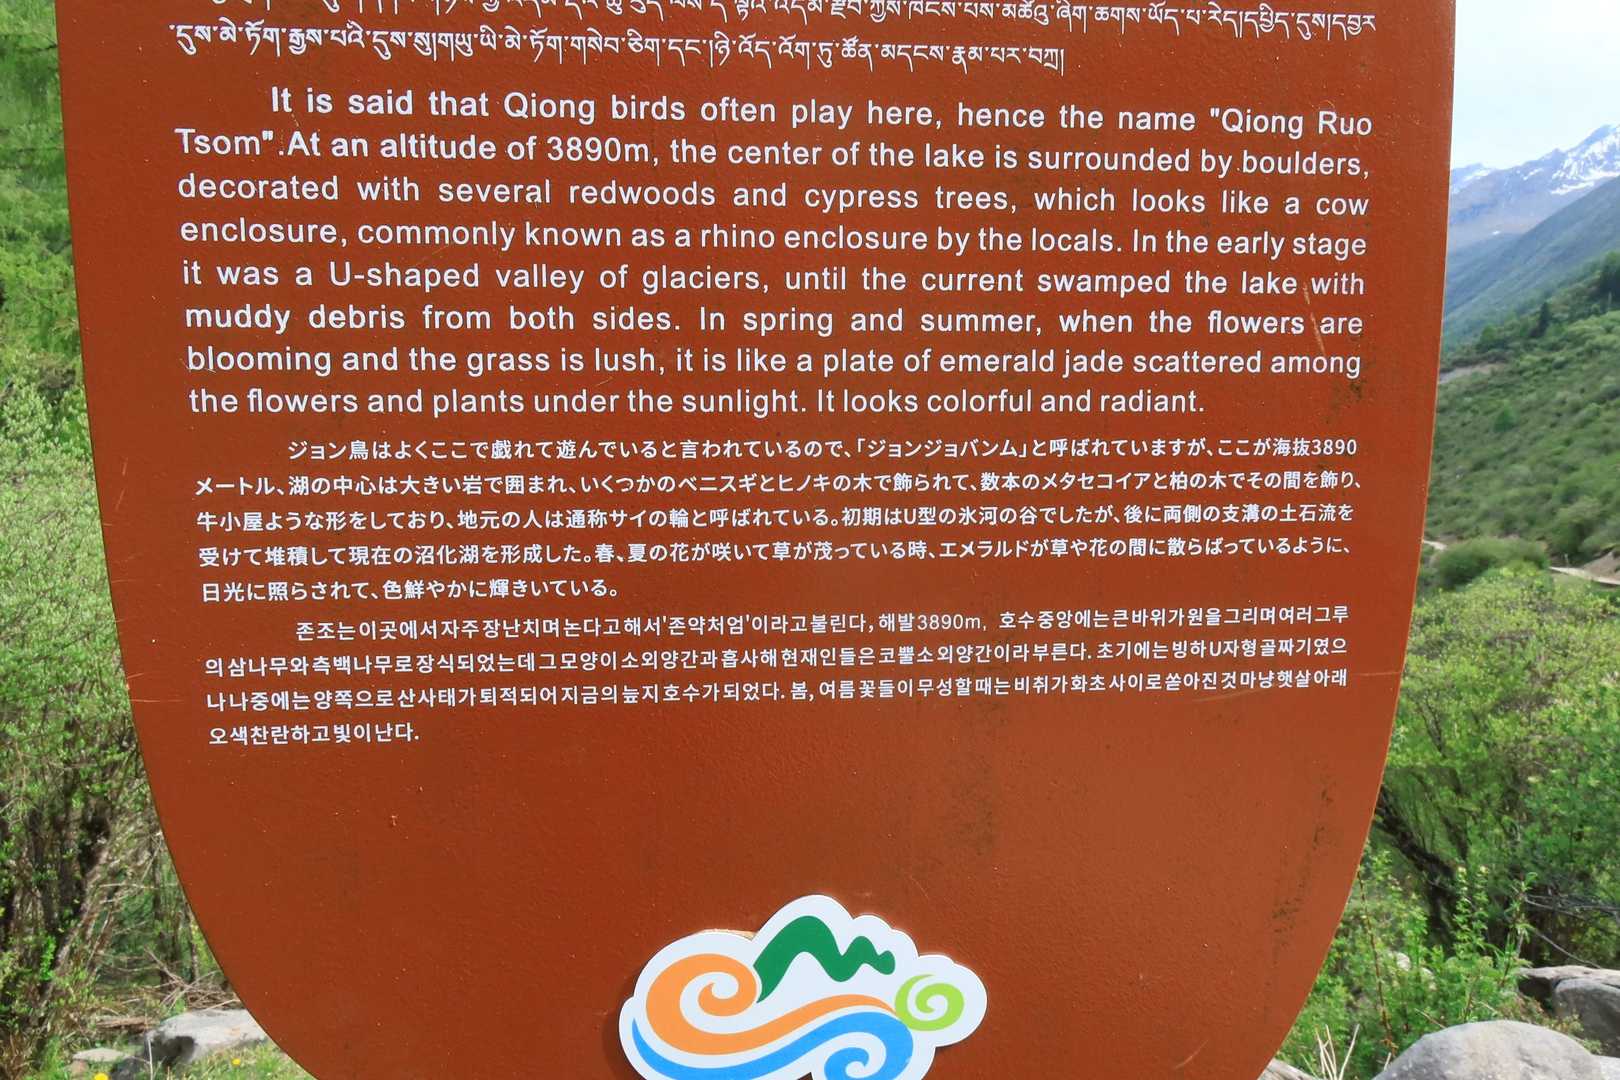 དུས་མེ་ཏོག་རྒྱས་པའི་དུས་སུ།གཡུ་ཡི་མེ་ཏོག་གསེབ་ཅིག་དང་།ཉི་འོད་འོག་ཏུ་ཚོན་མདངས་རྣམ་པར་བཀྲ།
It is said that Qiong birds often play here, hence the name "Qiong Ruo
Tsom".At an altitude of 3890m, the center of the lake is surrounded by boulders,
decorated with several redwoods and cypress trees, which looks like a cow
enclosure, commonly known as a rhino enclosure by the locals. In the early stage
it was a U-shaped valley of glaciers, until the current swamped the lake with
muddy debris from both sides. In spring and summer, when the flowers are
blooming and the grass is lush, it is like a plate of emerald jade scattered among
the flowers and plants under the sunlight. It looks colorful and radiant.
ジョン鳥はよくここで戯れて遊んでいると言われているので、「ジョンジョバンム」と呼ばれていますが、ここが海抜3890
メートル、湖の中心は大きい岩で囲まれ、いくつかのベニスギとヒノキの木で飾られて、数本のメタセコイアと柏の木でその間を飾り、
牛小屋ような形をしており、地元の人は通称サイの輪と呼ばれている。初期はU型の氷河の谷でしたが、後に両側の支溝の土石流を
受けて堆積して現在の沼化湖を形成した。春、夏の花が咲いて草が茂っている時、エメラルドが草や花の間に散らばっているように、
日光に照らされて、色鮮やかに輝きいている。
존조는이곳에서자주장난치며논다고해서'존약처엄'이라고불린다, 해발3890m, 호수중앙에는큰바위가원을그리며여러그루
의삼나무와측백나무로장식되었는데그모양이소외양간과흡사해현재인들은코뿔소외양간이라부른다. 초기에는빙하U자형골짜기였으
나나중에는양쪽으로산사태가퇴적되어지금의늪지호수가되었다. 봄, 여름꽃들이무성할때는비취가화초사이로쏟아진것마냥햇살아래
오색찬란하고빛이난다.